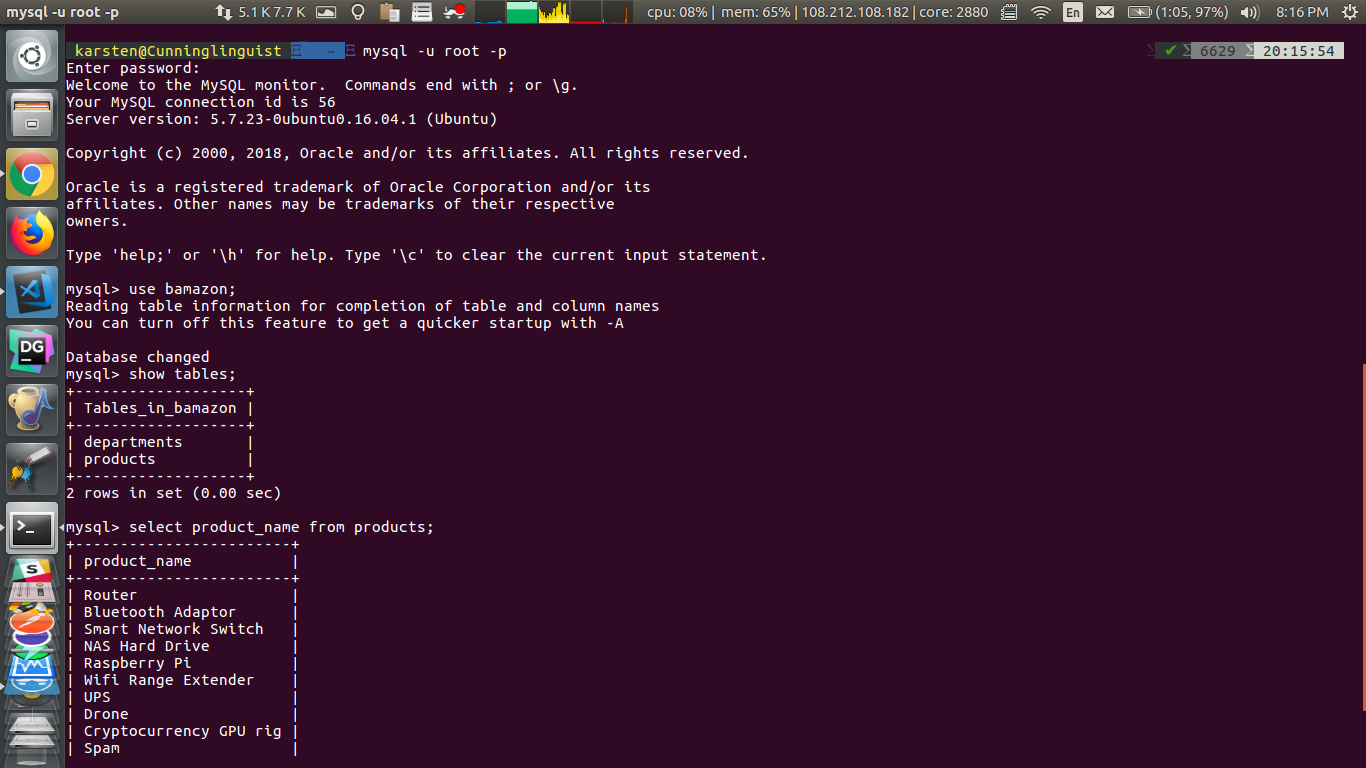 mysql -u root -p 5.1 K 7.7 K cpu: 08% | mem: 65% | 108.212.108.182 | core: 2880 En (1:05, 97%) 8:16 PM
karsten@Cunninglinguist ~ mysql -u root -p ✔ 6629 20:15:54
Enter password:
Welcome to the MySQL monitor.  Commands end with ; or \g.
Your MySQL connection id is 56
Server version: 5.7.23-0ubuntu0.16.04.1 (Ubuntu)
Copyright (c) 2000, 2018, Oracle and/or its affiliates. All rights reserved.
Oracle is a registered trademark of Oracle Corporation and/or its
affiliates. Other names may be trademarks of their respective
owners.
Type 'help;' or '\h' for help. Type '\c' to clear the current input statement.
mysql> use bamazon;
Reading table information for completion of table and column names
You can turn off this feature to get a quicker startup with -A
Database changed
mysql> show tables;
+-------------------+
| Tables_in_bamazon |
+-------------------+
| departments       |
| products          |
+-------------------+
2 rows in set (0.00 sec)
mysql> select product_name from products;
+------------------------+
| product_name           |
+------------------------+
| Router                 |
| Bluetooth Adaptor      |
| Smart Network Switch   |
| NAS Hard Drive         |
| Raspberry Pi           |
| Wifi Range Extender    |
| UPS                    |
| Drone                  |
| Cryptocurrency GPU rig |
| Spam                   |
DG
>_
S